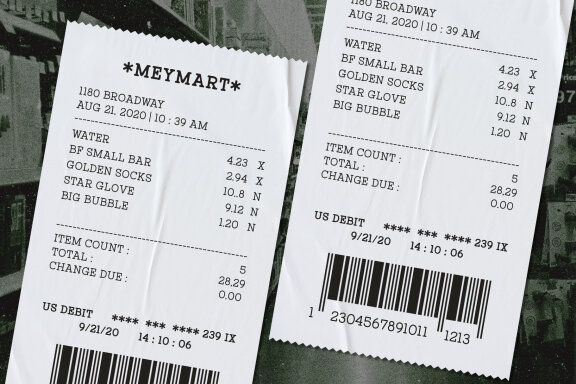 *MEYMART*
1180 BROADWAY
AUG 21, 2020 | 10 : 39 AM
WATER 4.23 X
BF SMALL BAR 2.94 X
GOLDEN SOCKS 10..8 N
STAR GLOVE 9.12 N
BIG BUBBLE 1.20 N
ITEM COUNT : 5
TOTAL : 28.29
CHANGE DUE : 0.00
US DEBIT **** *** **** 239 IX
9/21/20 14 : 10 : 06
1180 BROADWAY
AUG 21, 2020 | 10 : 39 AM
WATER 4.23 X
BF SMALL BAR 2.94 X
GOLDEN SOCKS 10..8 N
STAR GLOVE 9.12 N
BIG BUBBLE 1.20 N
ITEM COUNT : 5
TOTAL : 28.29
CHANGE DUE : 0.00
US DEBIT **** *** **** 239 IX
9/21/20 14 : 10 : 06
1 2304567891011 1213